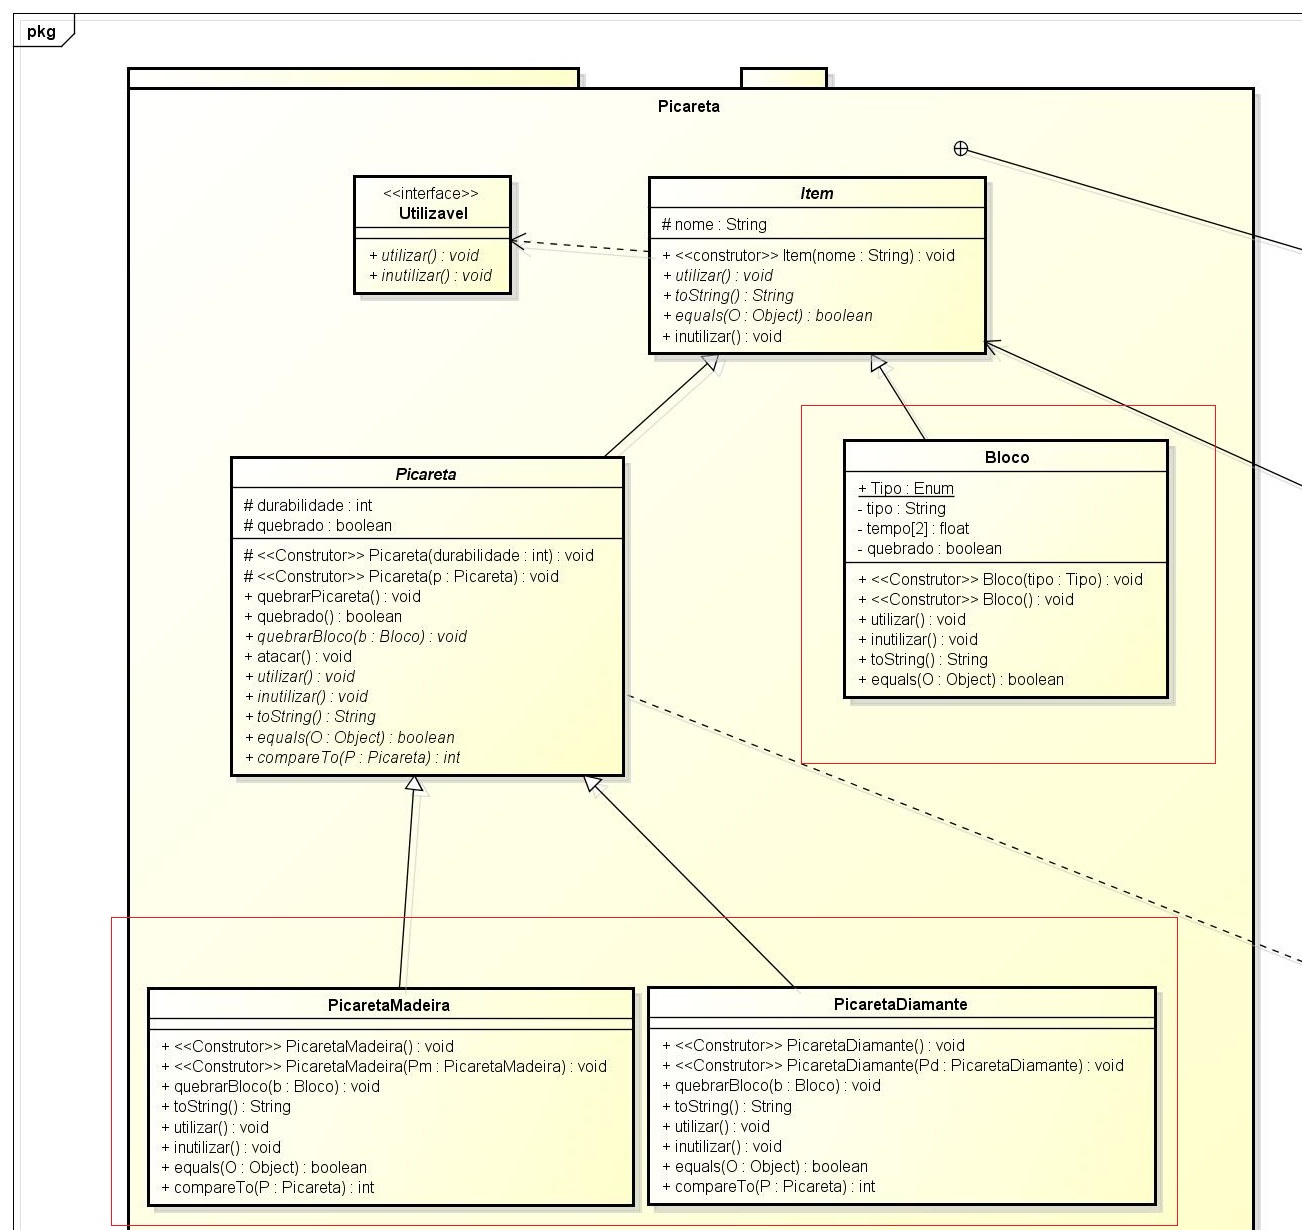 pkg
Picareta
<<interface>>
Utilizavel
+ utilizar() : void
+ inutilizar() : void
Item
# nome : String
+ <<construtor>> Item(nome : String) : void
+ utilizar() : void
+ toString() : String
+ equals(O : Object) : boolean
+ inutilizar() : void
Picareta
# durabilidade : int
# quebrado : boolean
# <<Construtor>> Picareta(durabilidade : int) : void
# <<Construtor>> Picareta(p : Picareta) : void
+ quebrarPicareta() : void
+ quebrado() : boolean
+ quebrarBloco(b : Bloco) : void
+ atacar() : void
+ utilizar() : void
+ inutilizar() : void
+ toString() : String
+ equals(O : Object) : boolean
+ compareTo(P : Picareta) : int
Bloco
+ Tipo : Enum
- tipo : String
- tempo[2] : float
- quebrado : boolean
+ <<Construtor>> Bloco(tipo : Tipo) : void
+ <<Construtor>> Bloco() : void
+ utilizar() : void
+ inutilizar() : void
+ toString() : String
+ equals(O : Object) : boolean
PicaretaMadeira
+ <<Construtor>> PicaretaMadeira() : void
+ <<Construtor>> PicaretaMadeira(Pm : PicaretaMadeira) : void
+ quebrarBloco(b : Bloco) : void
+ toString() : String
+ utilizar() : void
+ inutilizar() : void
+ equals(O : Object) : boolean
+ compareTo(P : Picareta) : int
PicaretaDiamante
+ <<Construtor>> PicaretaDiamante() : void
+ <<Construtor>> PicaretaDiamante(Pd : PicaretaDiamante) : void
+ quebrarBloco(b : Bloco) : void
+ toString() : String
+ utilizar() : void
+ inutilizar() : void
+ equals(O : Object) : boolean
+ compareTo(P : Picareta) : int